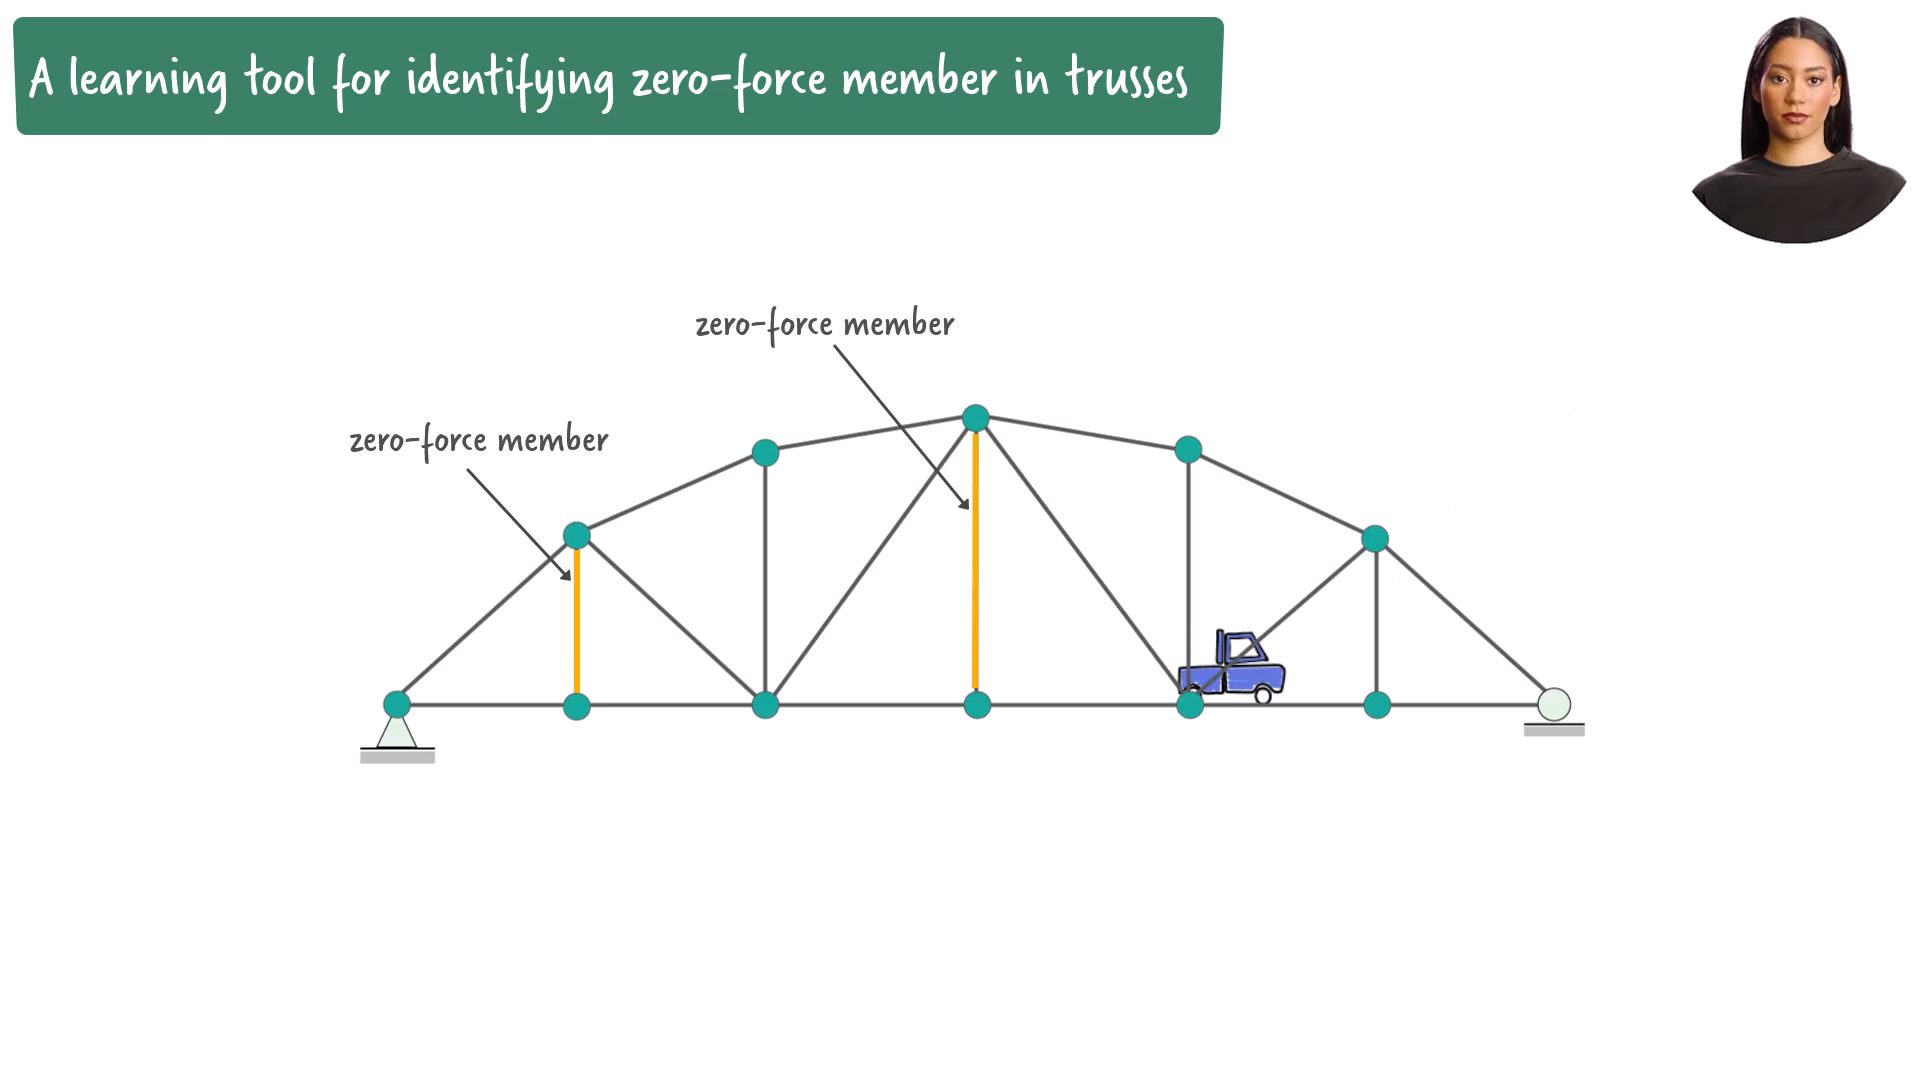 A learning tool for identifying zero-force member in trusses
zero-force member
zero-force member